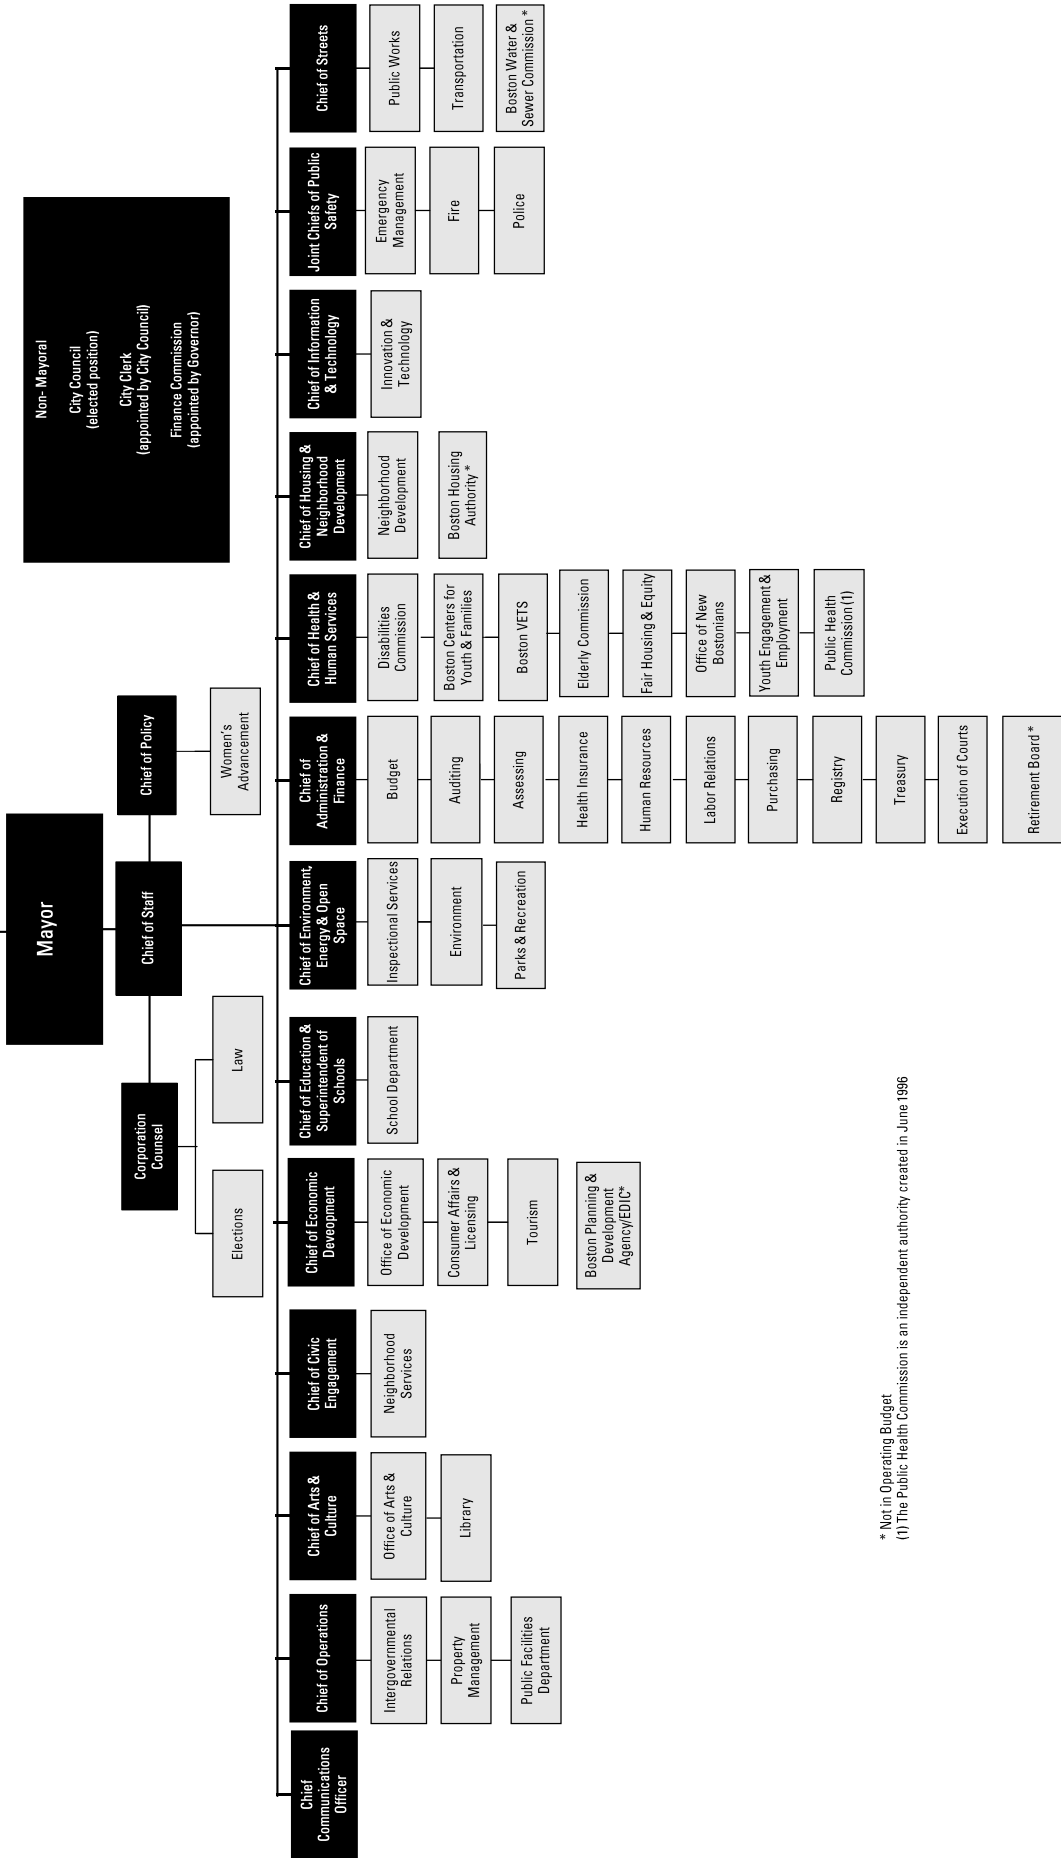 Mayor
Chief of Staff
Corporation
Counsel
Elections
Law
Chief of Policy
Women's
Advancement
Non- Mayoral
City Council
(elected position)
City Clerk
(appointed by City Council)
Finance Commission
(appointed by Governor)
Chief
Communications
Officer
Chief of Operations
Intergovernmental
Relations
Property
Management
Public Facilities
Department
Chief of Arts &
Culture
Office of Arts &
Culture
Library
Chief of Civic
Engagement
Neighborhood
Services
Chief of Economic
Deveopment
Office of Economic
Development
Consumer Affairs &
Licensing
Tourism
Boston Planning &
Development
Agency/EDIC*
Chief of Education &
Superintendent of
Schools
School Department
Chief of Environment,
Energy & Open
Space
Inspectional Services
Environment
Parks & Recreation
Chief of
Administration &
Finance
Budget
Auditing
Assessing
Health Insurance
Human Resources
Labor Relations
Purchasing
Registry
Treasury
Execution of Courts
Retirement Board *
Chief of Health &
Human Services
Disabilities
Commission
Boston Centers for
Youth & Families
Boston VETS
Elderly Commission
Fair Housing & Equity
Office of New
Bostonians
Youth Engagement &
Employment
Public Health
Commission (1)
Chief of Housing &
Neighborhood
Development
Neighborhood
Development
Boston Housing
Authority *
Chief of Information
& Technology
Innovation &
Technology
Joint Chiefs of Public
Safety
Emergency
Management
Fire
Police
Chief of Streets
Public Works
Transportation
Boston Water &
Sewer Commission *
* Not in Operating Budget
(1) The Public Health Commission is an independent authority created in June 1996